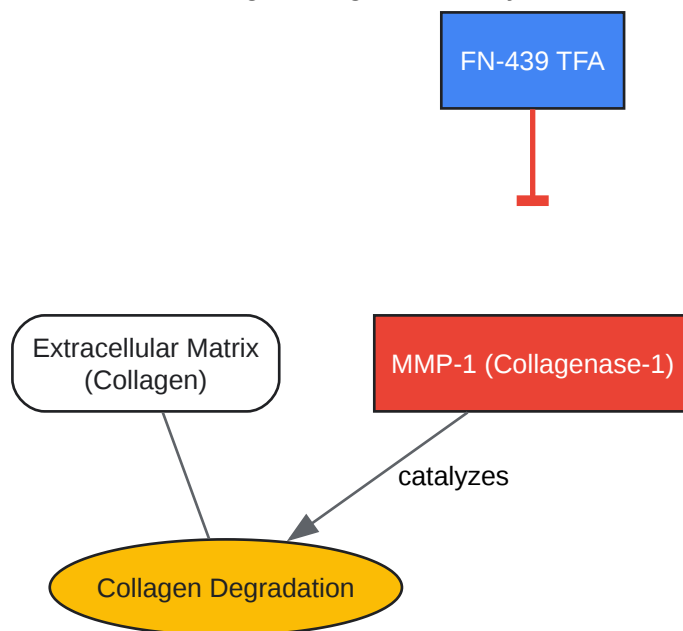 FN-439 TFA
Extracellular Matrix
(Collagen)
MMP-1 (Collagenase-1)
catalyzes
Collagen Degradation